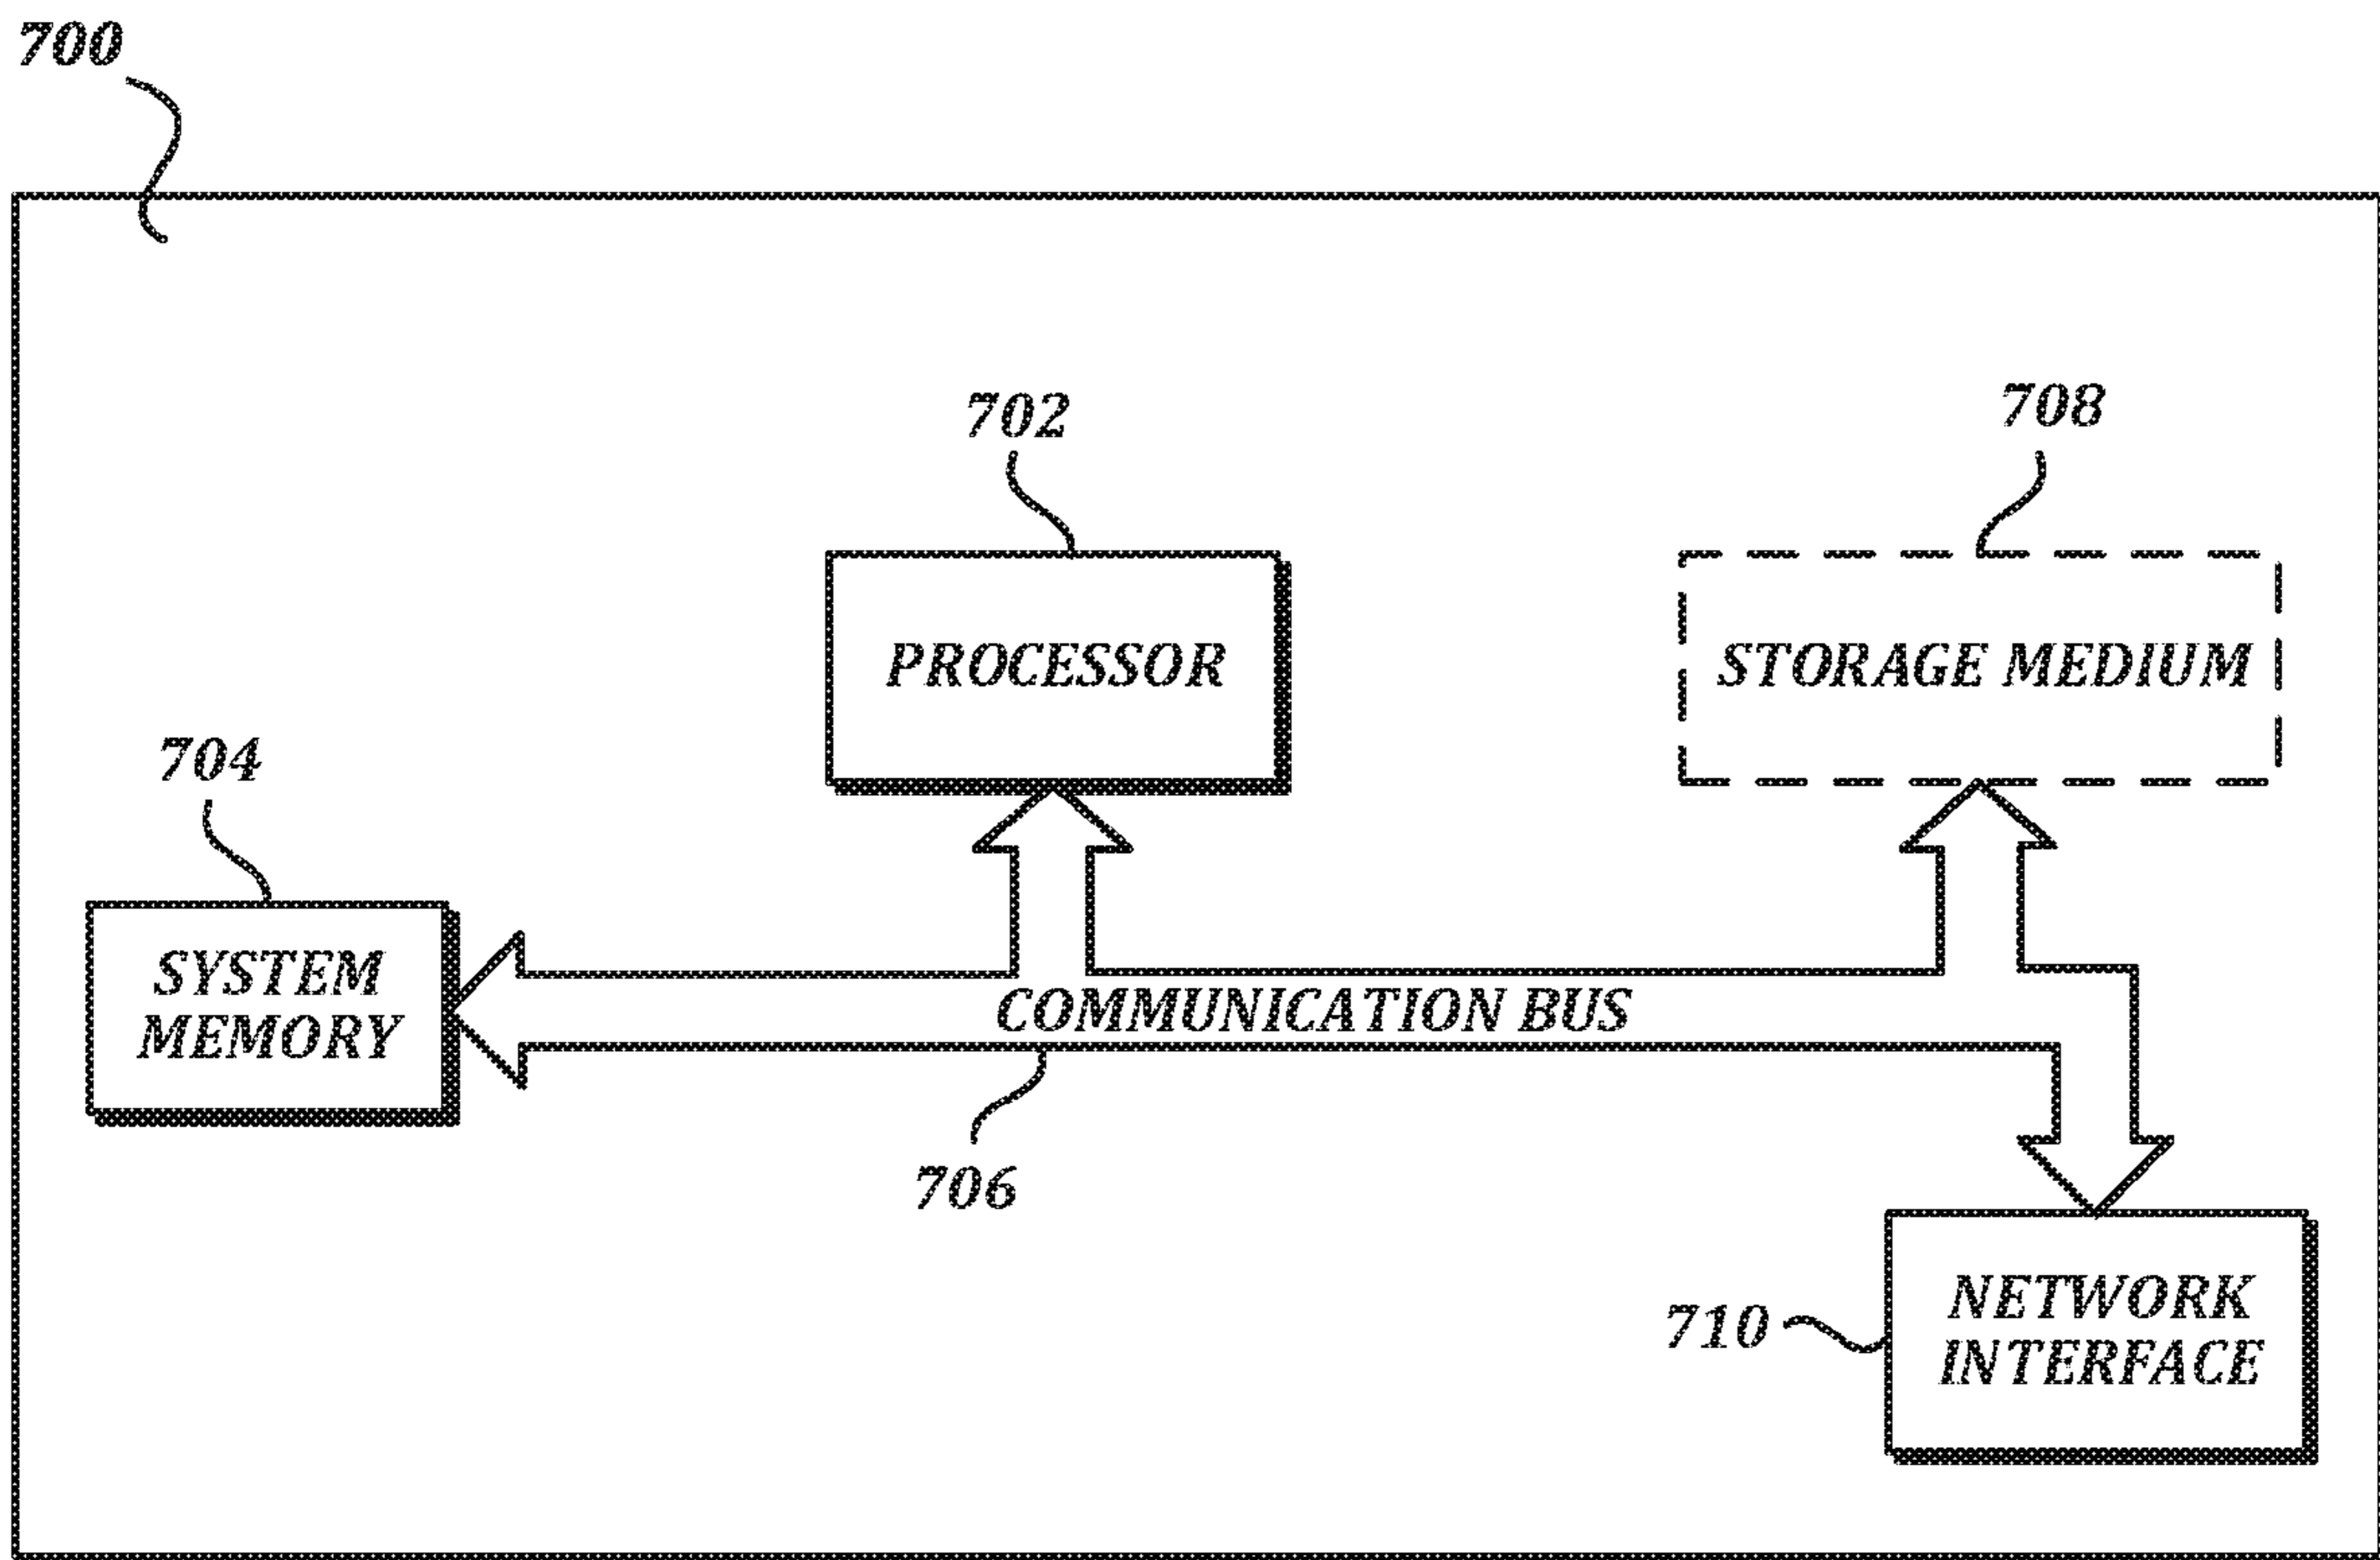 700
702
708
PROCESSOR
STORAGE MEDIUM
704
SYSTEM
MEMORY
COMMUNICATION BUS
706
710
NETWORK
INTERFACE